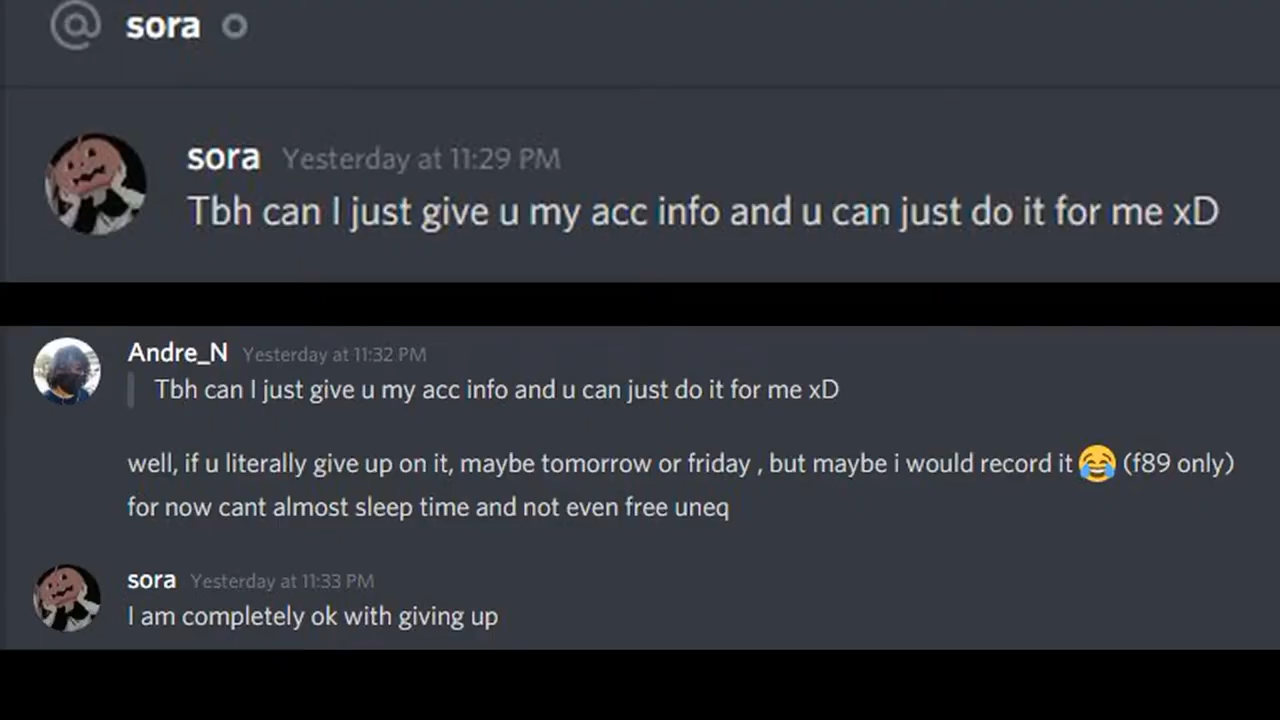 @ sora
sora Yesterday at 11:29 PM
Tbh can I just give u my acc info and u can just do it for me xD
Andre_N Yesterday at 11:32 PM
Tbh can I just give u my acc info and u can just do it for me xD
well, if u literally give up on it, maybe tomorrow or friday , but maybe i would record it 😂 (f89 only)
for now cant almost sleep time and not even free uneq
sora Yesterday at 11:33 PM
I am completely ok with giving up